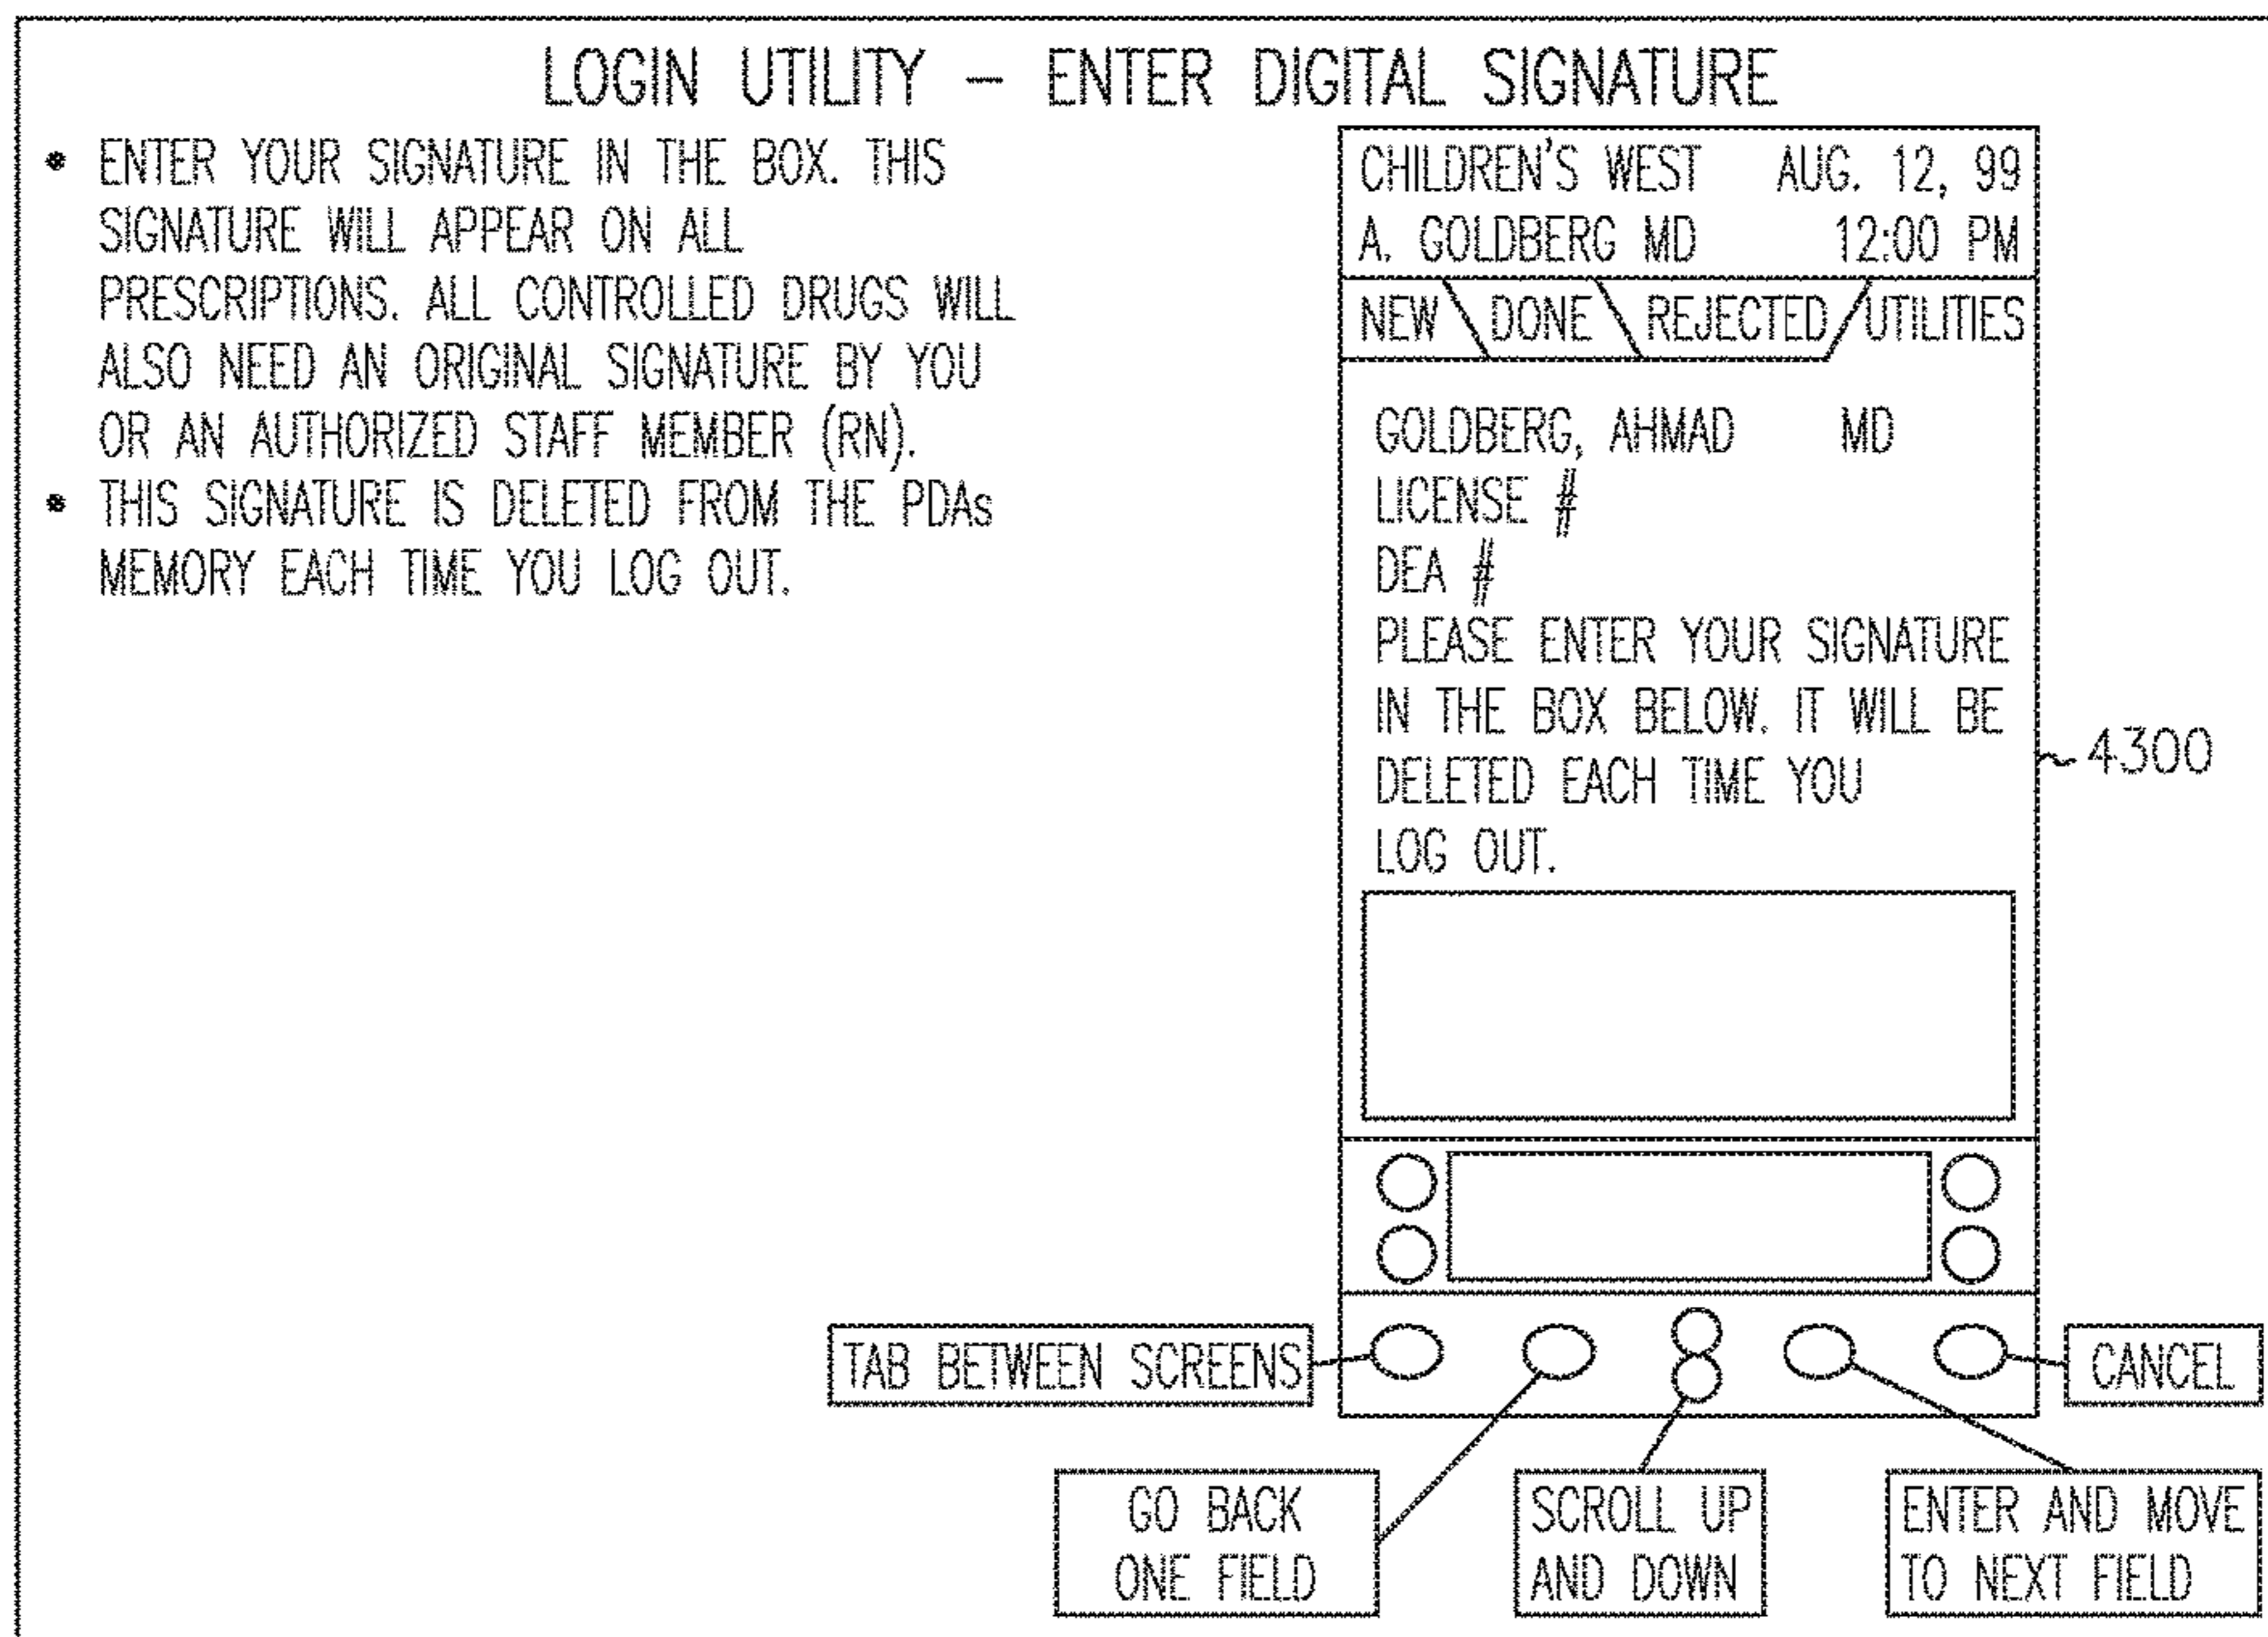 LOGIN UTILITY – ENTER DIGITAL SIGNATURE
• ENTER YOUR SIGNATURE IN THE BOX. THIS
SIGNATURE WILL APPEAR ON ALL
PRESCRIPTIONS. ALL CONTROLLED DRUGS WILL
ALSO NEED AN ORIGINAL SIGNATURE BY YOU
OR AN AUTHORIZED STAFF MEMBER (RN).
• THIS SIGNATURE IS DELETED FROM THE PDAs
MEMORY EACH TIME YOU LOG OUT.
CHILDREN'S WEST AUG. 12, 99
A. GOLDBERG MD 12:00 PM
NEW DONE REJECTED UTILITIES
GOLDBERG, AHMAD MD
LICENSE #
DEA #
PLEASE ENTER YOUR SIGNATURE
IN THE BOX BELOW. IT WILL BE
DELETED EACH TIME YOU
LOG OUT.
4300
TAB BETWEEN SCREENS
CANCEL
GO BACK
ONE FIELD
SCROLL UP
AND DOWN
ENTER AND MOVE
TO NEXT FIELD